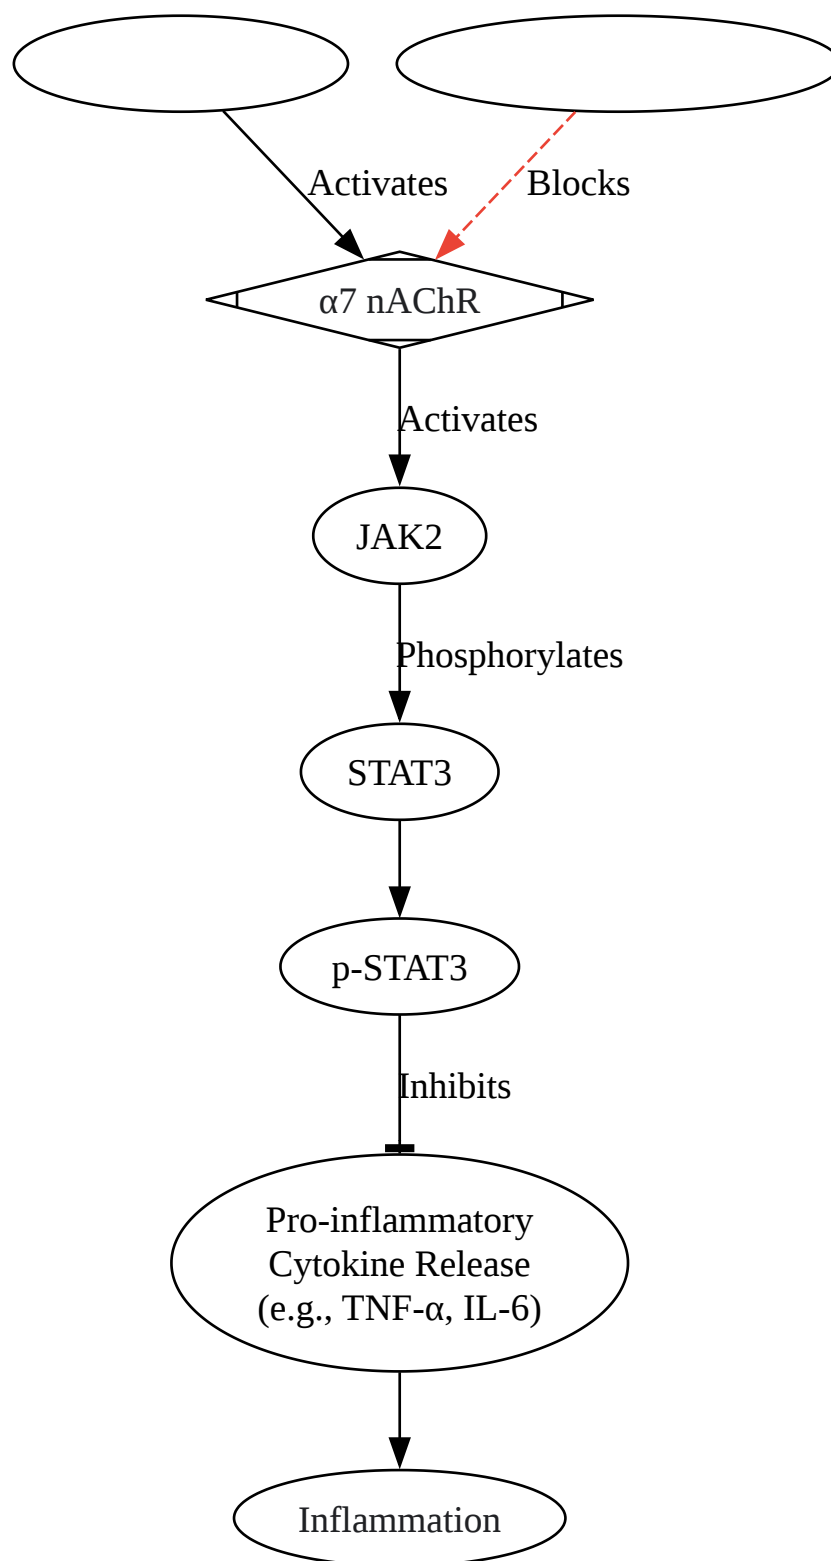 Activates
Blocks
α7 nAChR
Activates
JAK2
Phosphorylates
STAT3
p-STAT3
Inhibits
Pro-inflammatory
Cytokine Release
(e.g., TNF-α, IL-6)
Inflammation